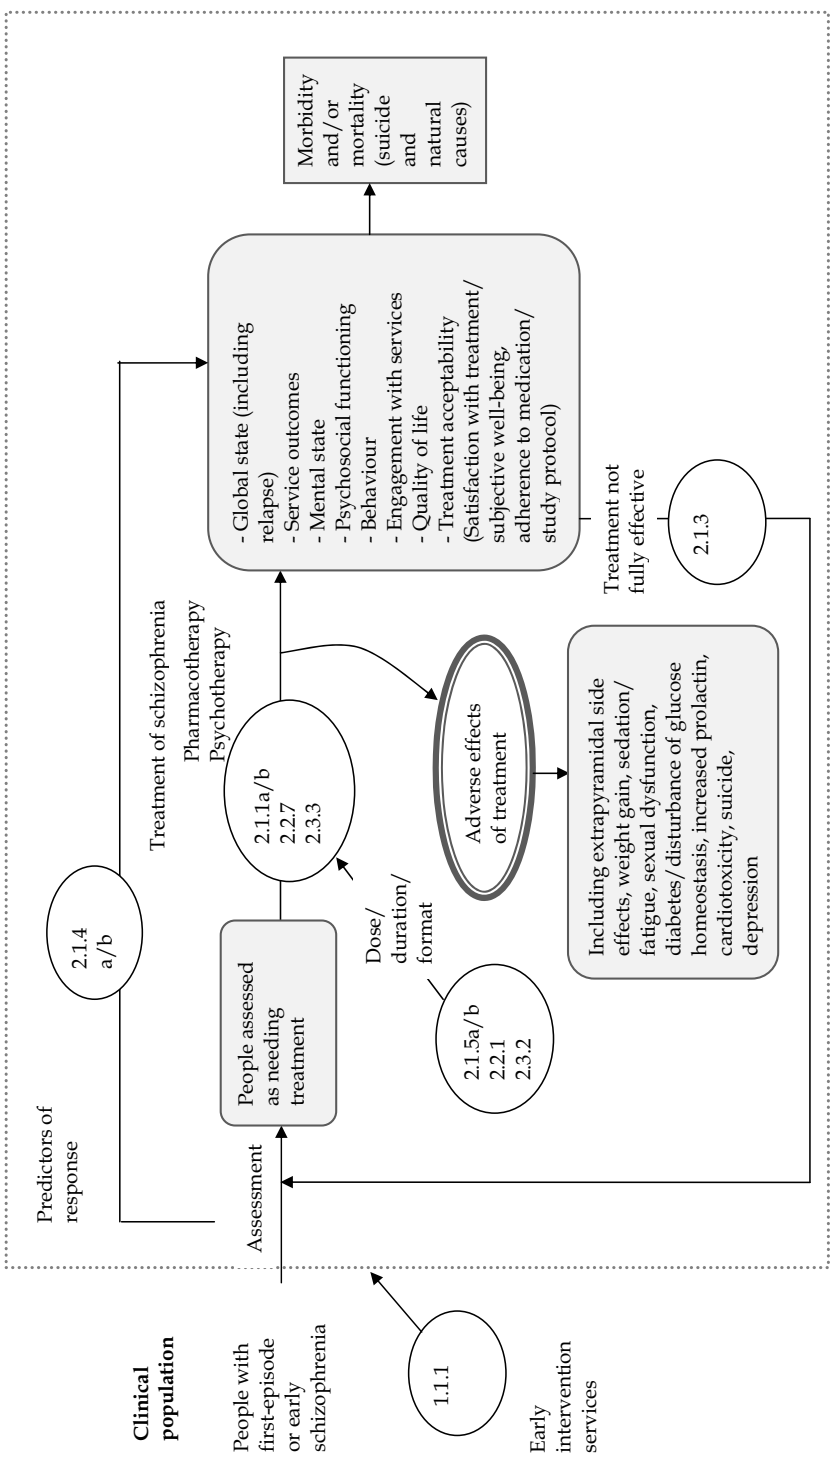 Clinical
population
People with
first-episode
or early
schizophrenia
1.1.1
Early
intervention
services
Predictors of
response
Assessment
2.1.4
a/b
People assessed
as needing
treatment
Treatment of schizophrenia
Pharmacotherapy
Psychotherapy
2.1.1a/b
2.2.7
2.3.3
Dose/
duration/
format
2.1.5a/b
2.2.1
2.3.2
Adverse effects
of treatment
Including extrapyramidal side
effects, weight gain, sedation/
fatigue, sexual dysfunction,
diabetes/disturbance of glucose
homeostasis, increased prolactin,
cardiotoxicity, suicide,
depression
- Global state (including
relapse)
- Service outcomes
- Mental state
- Psychosocial functioning
- Behaviour
- Engagement with services
- Quality of life
- Treatment acceptability
(Satisfaction with treatment/
subjective well-being,
adherence to medication/
study protocol)
Treatment not
fully effective
2.1.3
Morbidity
and/or
mortality
(suicide
and
natural
causes)